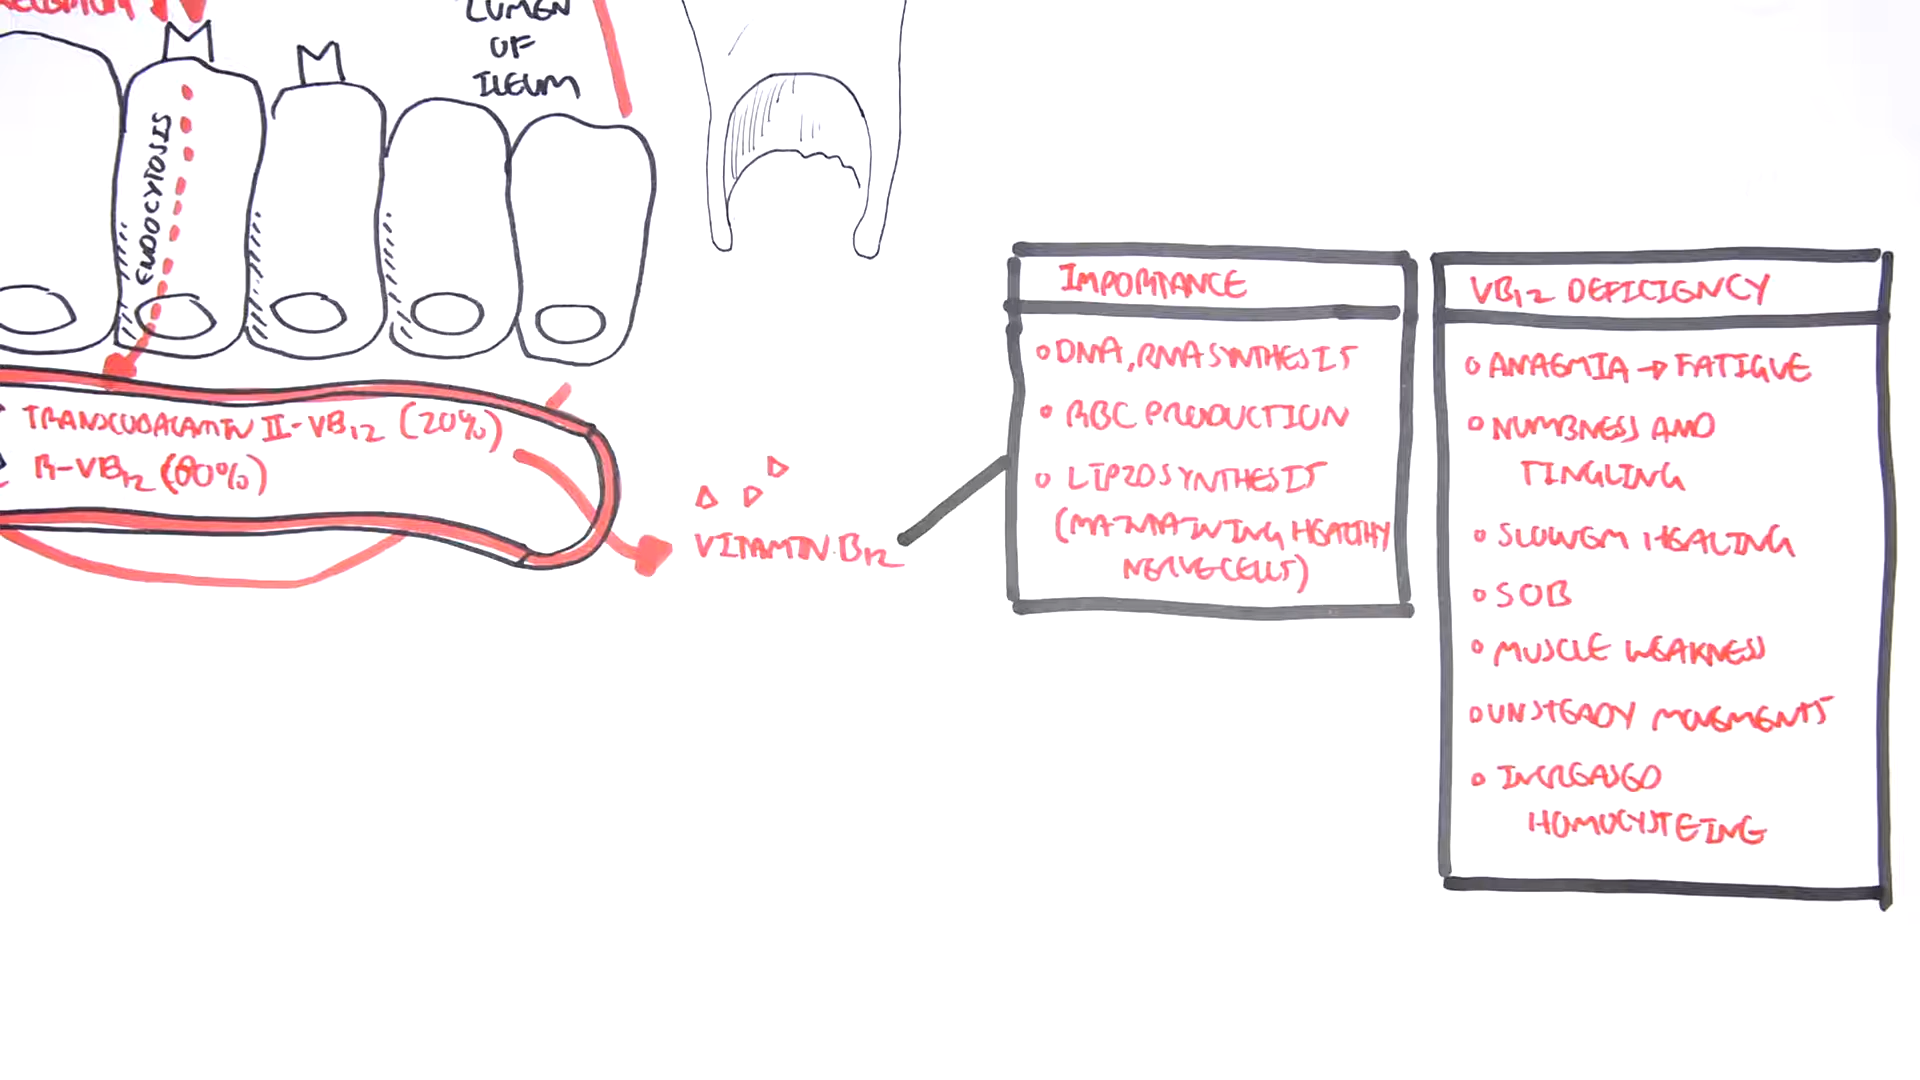 LUMEN
OF
ILEUM
ENDOCYTOSIS
TRANSCOBALAMIN II-VB12 (20%)
R-VB12 (80%)
VITAMIN B12
IMPORTANCE
DNA, RNA SYNTHESIS
RBC PRODUCTION
LIPID SYNTHESIS
(MAINTAINING HEALTHY
NERVE CELLS)
VB12 DEFICIENCY
ANAEMIA → FATIGUE
NUMBNESS AND
TINGLING
SLOWER HEALING
SOB
MUSCLE WEAKNESS
UNSTEADY MOVEMENTS
INCREASED
HOMOCYSTEINE